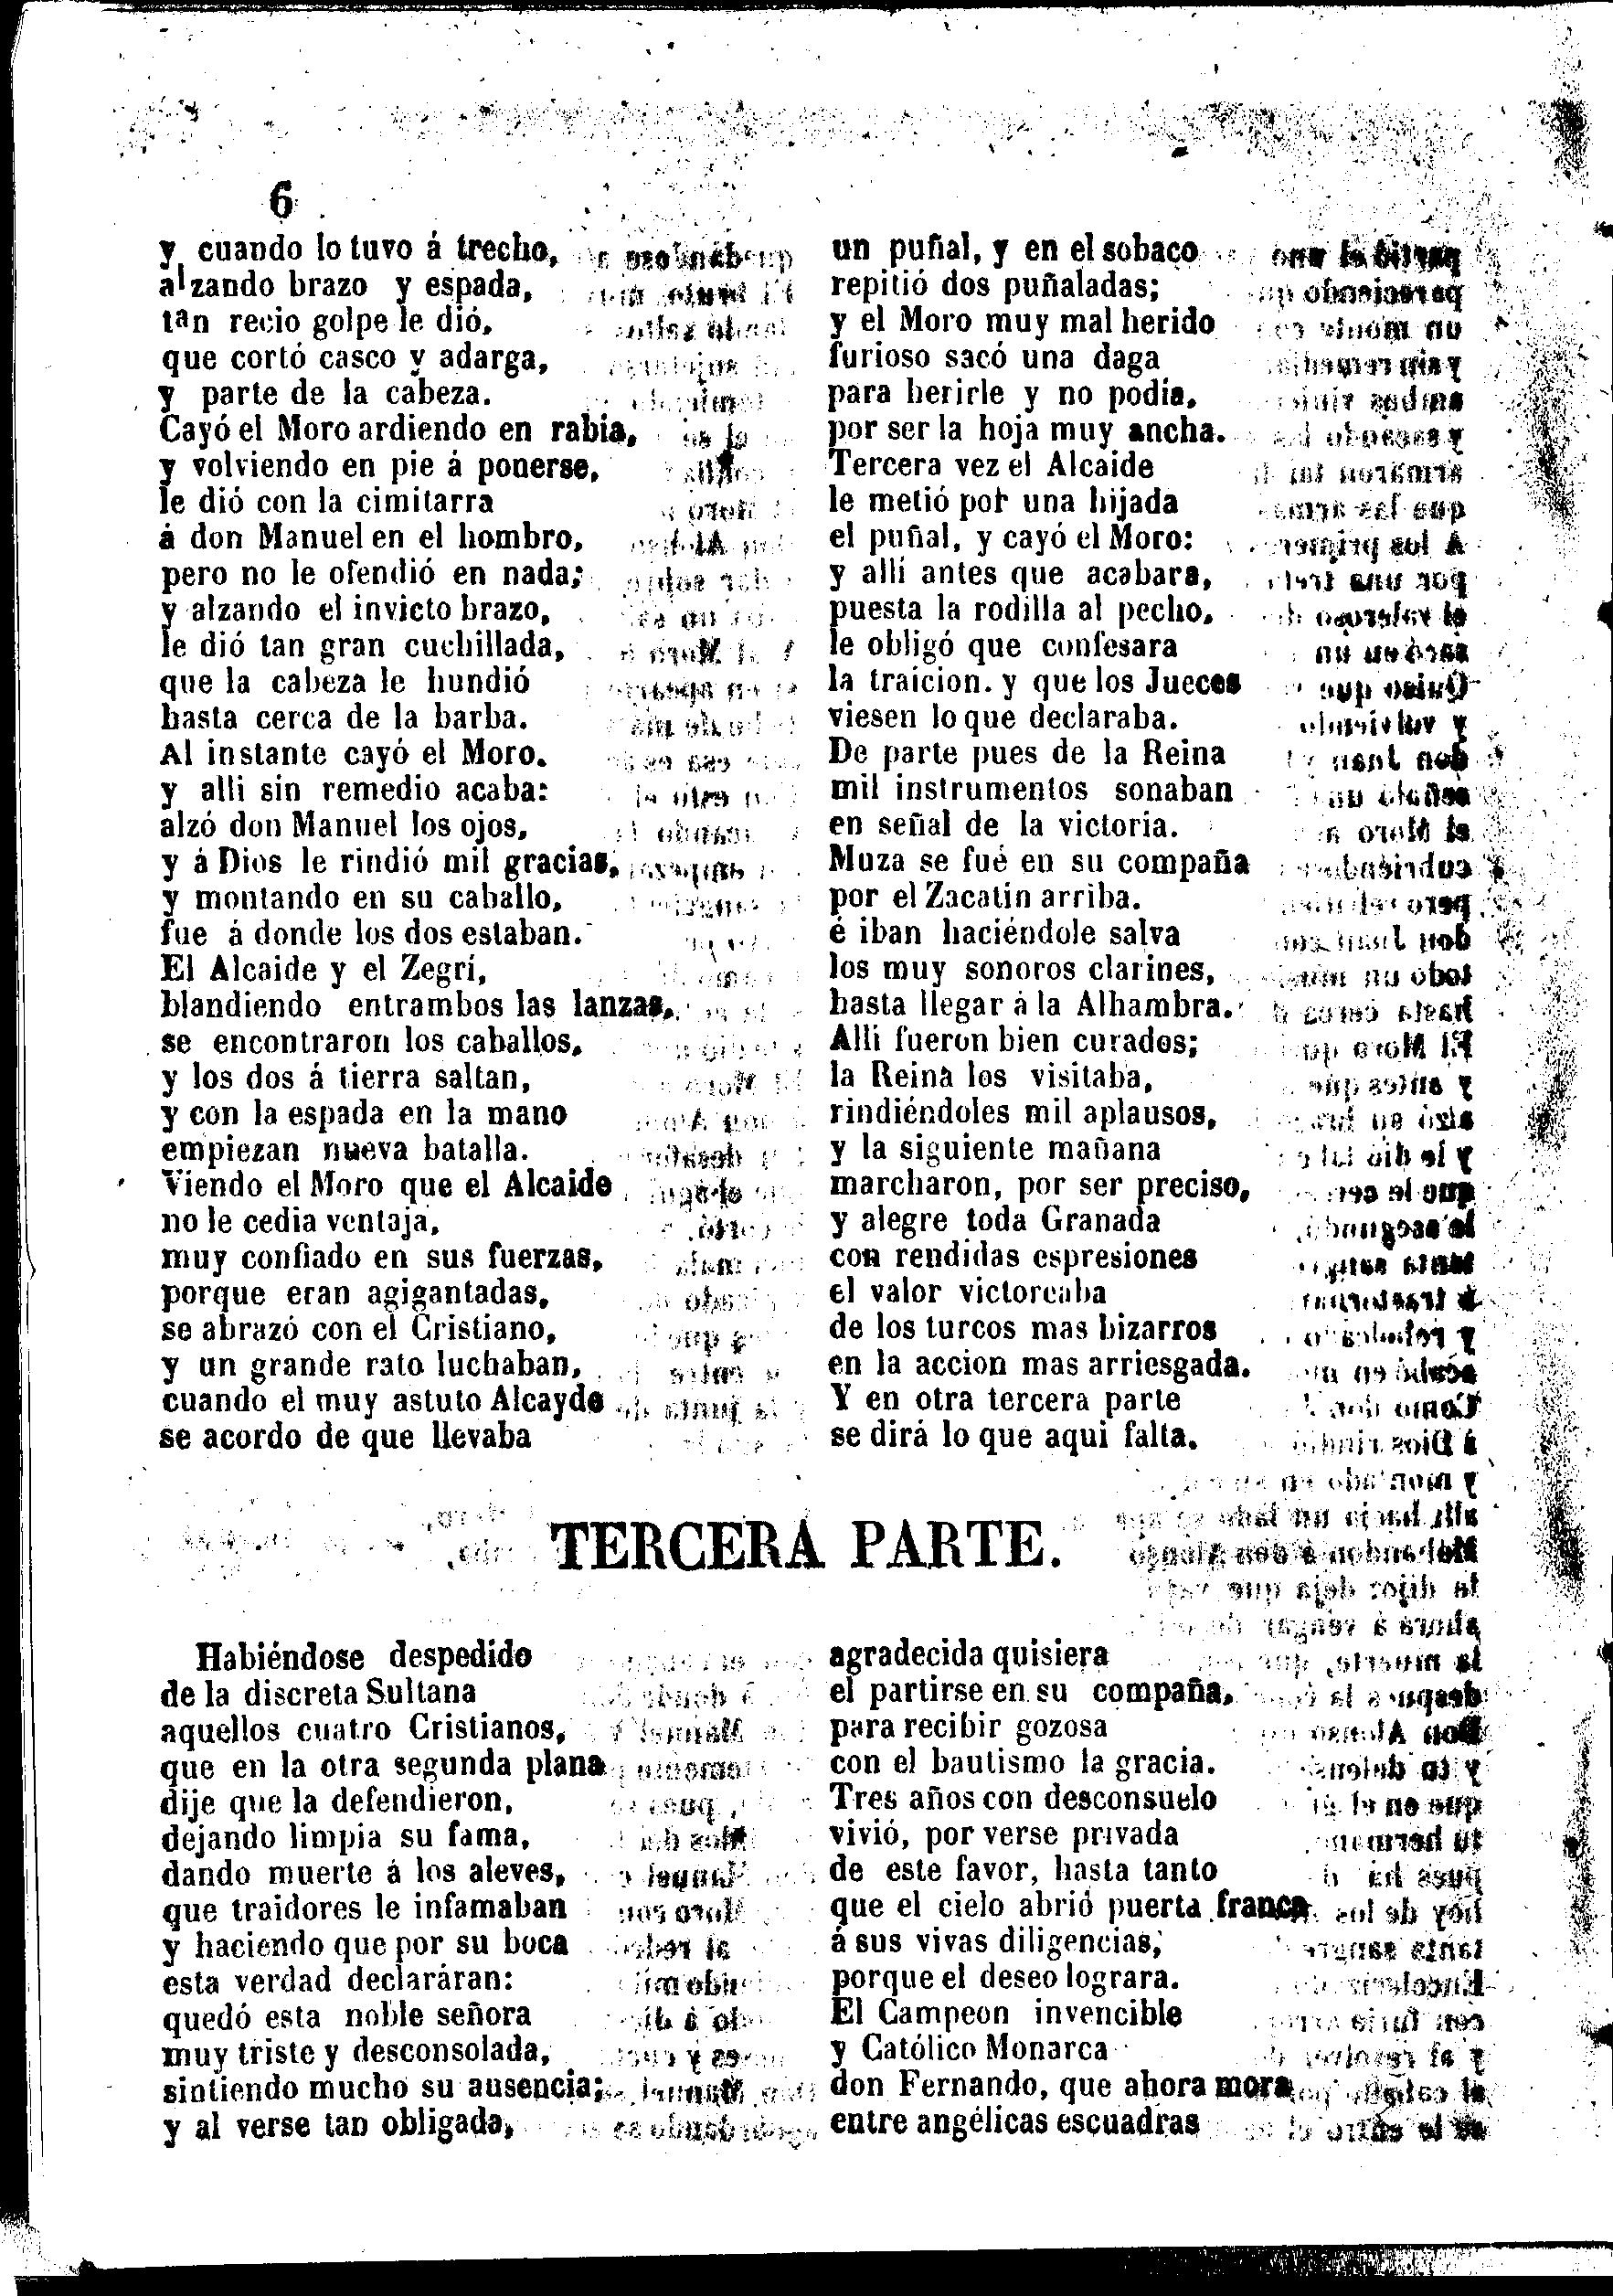 6
y cuando lo tuvo á trecho,
alzando brazo y espada,
tan recio golpe le dió,
que cortó casco y adarga,
y parte de la cabeza.
Cayó el Moro ardiendo en rabia,
y volviendo en pie á ponerse,
le dió con la cimitarra
á don Manuel en el hombro,
pero no le ofendió en nada;
y alzando el invicto brazo,
le dió tan gran cuchillada,
que la cabeza le hundió
hasta cerca de la barba.
Al instante cayó el Moro.
y alli sin remedio acaba:
alzó don Manuel los ojos,
y á Dios le rindió mil gracias,
y montando en su caballo,
fue á donde los dos estaban.
El Alcaide y el Zegrí,
blandiendo entrambos las lanzas,
se encontraron los caballos,
y los dos á tierra saltan,
y con la espada en la mano
empiezan nueva batalla.
Viendo el Moro que el Alcaide
no le cedia ventaja,
muy confiado en sus fuerzas,
porque eran agigantadas,
se abrazó con el Cristiano,
y un grande rato luchaban,
cuando el muy astuto Alcayde
se acordo de que llevaba
un puñal, y en el sobaco
repitió dos puñaladas;
y el Moro muy mal herido
furioso sacó una daga
para herirle y no podia,
por ser la hoja muy ancha.
Tercera vez el Alcaide
le metió por una hijada
el puñal, y cayó el Moro:
y allí antes que acabara,
puesta la rodilla al pecho,
le obligó que confesara
la traicion. y que los Jueces
viesen lo que declaraba.
De parte pues de la Reina
mil instrumentos sonaban
en señal de la victoria.
Muza se fué en su compaña
por el Zacatin arriba.
é iban haciéndole salva
los muy sonoros clarines,
hasta llegar á la Alhambra.
Alli fueron bien curados;
la Reina los visitaba,
rindiéndoles mil aplausos,
y la siguiente mañana
marcharon, por ser preciso,
y alegre toda Granada
con rendidas espresiones
el valor victoreaba
de los turcos mas bizarros
en la accion mas arriesgada.
Y en otra tercera parte
se dirá lo que aqui falta.
TERCERA PARTE.
Habiéndose despedido
de la discreta Sultana
aquellos cuatro Cristianos,
que en la otra segunda plana
dije que la defendieron,
dejando limpia su fama,
dando muerte á los aleves,
que traidores le infamaban
y haciendo que por su boca
esta verdad declaráran:
quedó esta noble señora
muy triste y desconsolada,
sintiendo mucho su ausencia;
y al verse tan obligada,
agradecida quisiera
el partirse en su compaña,
para recibir gozosa
con el bautismo la gracia.
Tres años con desconsuelo
vivió, por verse privada
de este favor, hasta tanto
que el cielo abrió puerta franca
á sus vivas diligencias,
porque el deseo lograra.
El Campeon invencible
y Católico Monarca
don Fernando, que ahora mora
entre angélicas escuadras